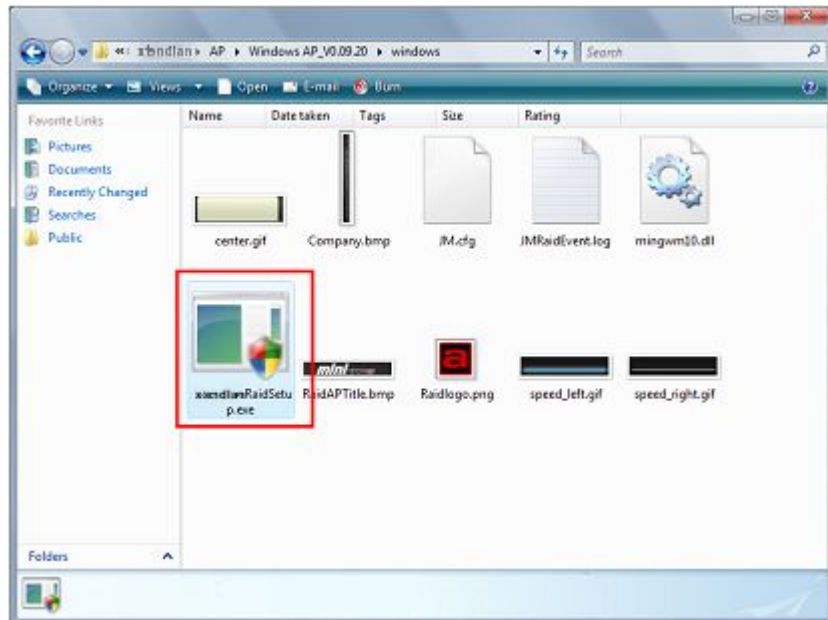 AP ▸ Windows AP_V0.09.20 ▸ windows
Search
Organize Views Open E-mail Burn
Favorite Links
Pictures
Documents
Recently Changed
Searches
Public
Folders
Name Date taken Tags Size Rating
center.gif Company.bmp JM.cfg JMRaidEvent.log mingwm10.dll
mini
a
RaidSetu RaidAPTitle.bmp Raidlogo.png speed_left.gif speed_right.gif
p.exe